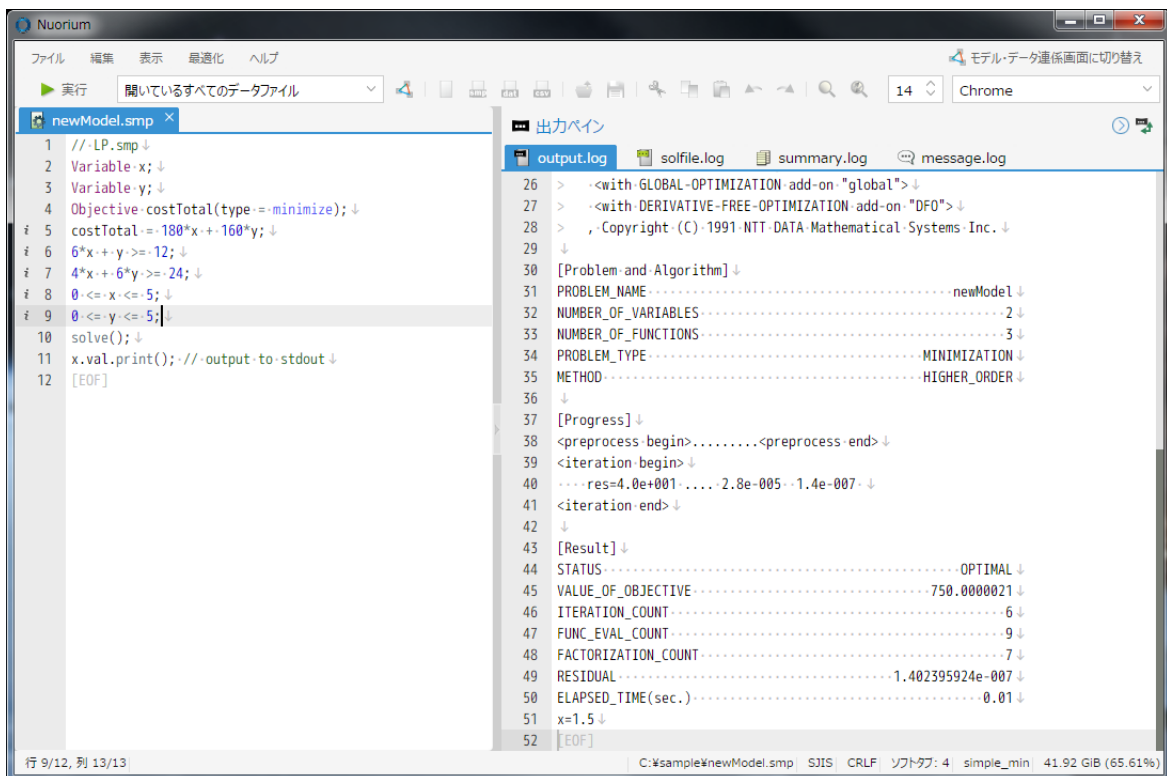 Nuorium
ファイル 編集 表示 最適化 ヘルプ モデル・データ連係画面に切り替え
実行 開いているすべてのデータファイル 14 Chrome
newModel.smp
1 // LP.smp
2 Variable x;
3 Variable y;
4 Objective costTotal(type = minimize);
i 5 costTotal = 180*x + 160*y;
i 6 6*x + y >= 12;
i 7 4*x + 6*y >= 24;
i 8 0 <= x <= 5;
i 9 0 <= y <= 5;
10 solve();
11 x.val.print(); // output to stdout
12 [EOF]
出力ペイン
output.log solfile.log summary.log message.log
26 > <with GLOBAL-OPTIMIZATION add-on "global">
27 > <with DERIVATIVE-FREE-OPTIMIZATION add-on "DFO">
28 > , Copyright (C) 1991 NTT DATA Mathematical Systems Inc.
29
30 [Problem and Algorithm]
31 PROBLEM_NAME newModel
32 NUMBER_OF_VARIABLES 2
33 NUMBER_OF_FUNCTIONS 3
34 PROBLEM_TYPE MINIMIZATION
35 METHOD HIGHER_ORDER
36
37 [Progress]
38 <preprocess begin>.........<preprocess end>
39 <iteration begin>
40 res=4.0e+001 .... 2.8e-005 1.4e-007
41 <iteration end>
42
43 [Result]
44 STATUS OPTIMAL
45 VALUE_OF_OBJECTIVE 750.0000021
46 ITERATION_COUNT 6
47 FUNC_EVAL_COUNT 9
48 FACTORIZATION_COUNT 7
49 RESIDUAL 1.402395924e-007
50 ELAPSED_TIME(sec.) 0.01
51 x=1.5
52 [EOF]
行 9/12, 列 13/13 C:¥sample¥newModel.smp SJIS CRLF ソフトタブ: 4 simple_min 41.92 GiB (65.61%)